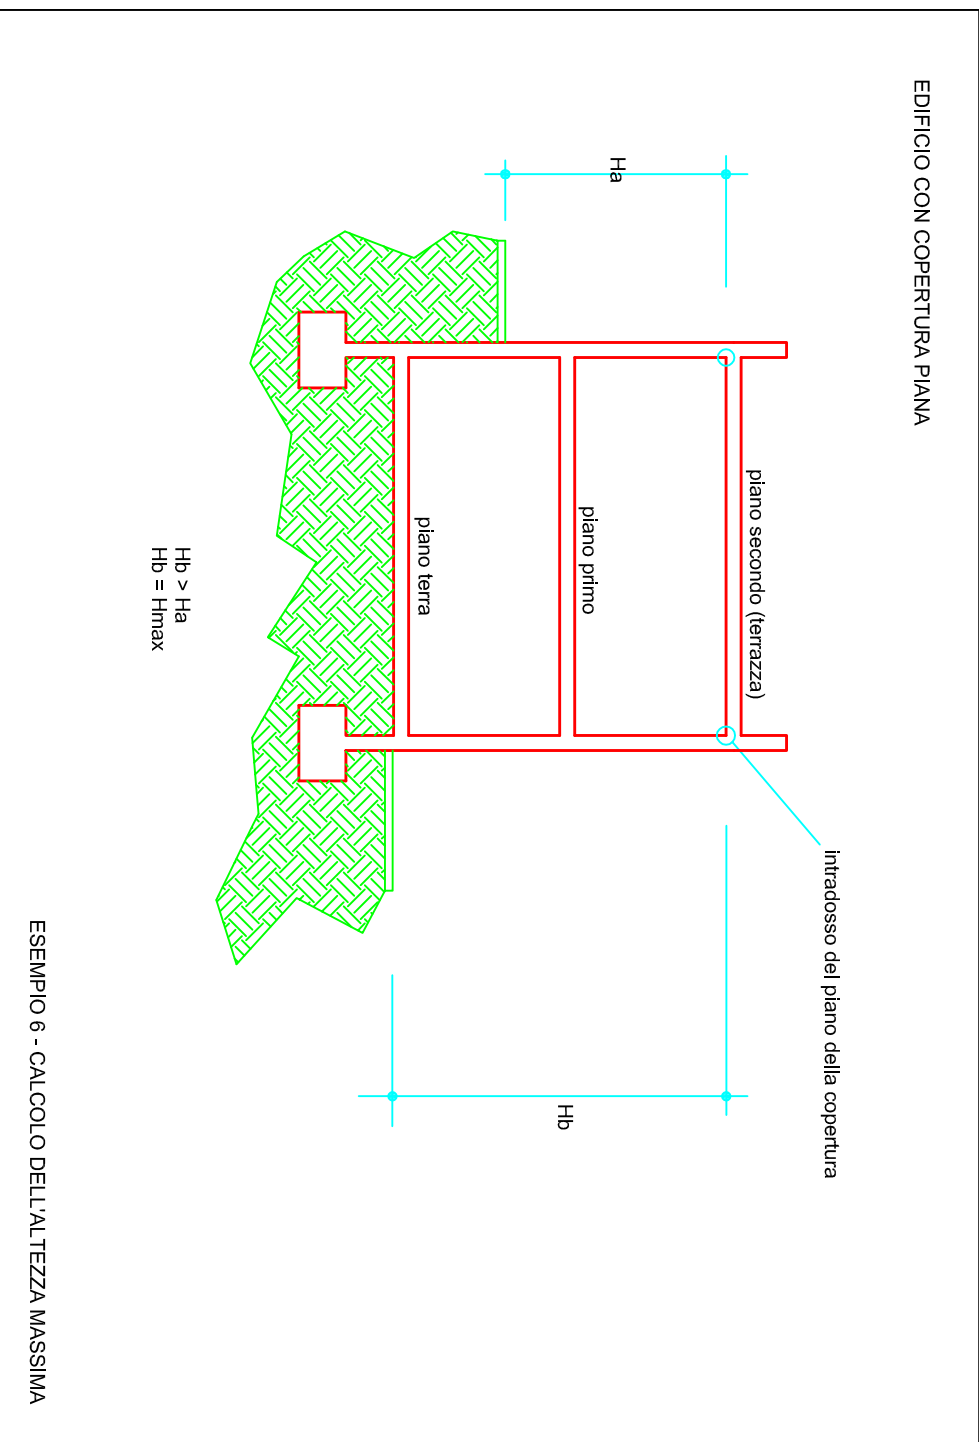 EDIFICIO CON COPERTURA PIANA
Ha
piano secondo (terrazza)
piano primo
piano terra
intradosso del piano della copertura
Hb
Hb > Ha
Hb = Hmax
ESEMPIO 6 - CALCOLO DELL'ALTEZZA MASSIMA